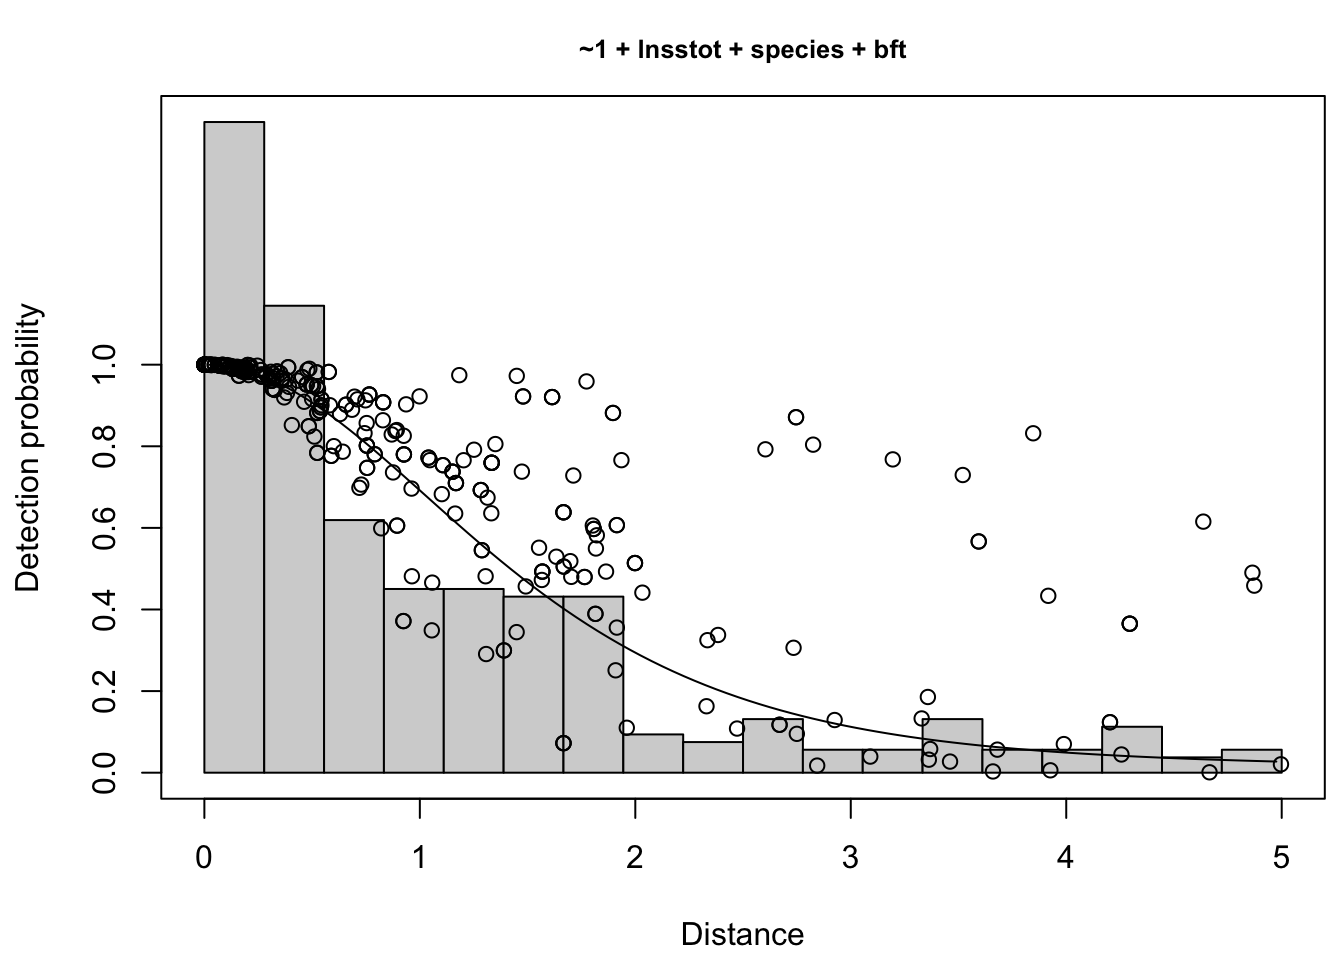 ~1 + lnsstot + species + bft
Detection probability
1.0
0.8
0.6
0.4
0.2
0.0
0 1 2 3 4 5
Distance